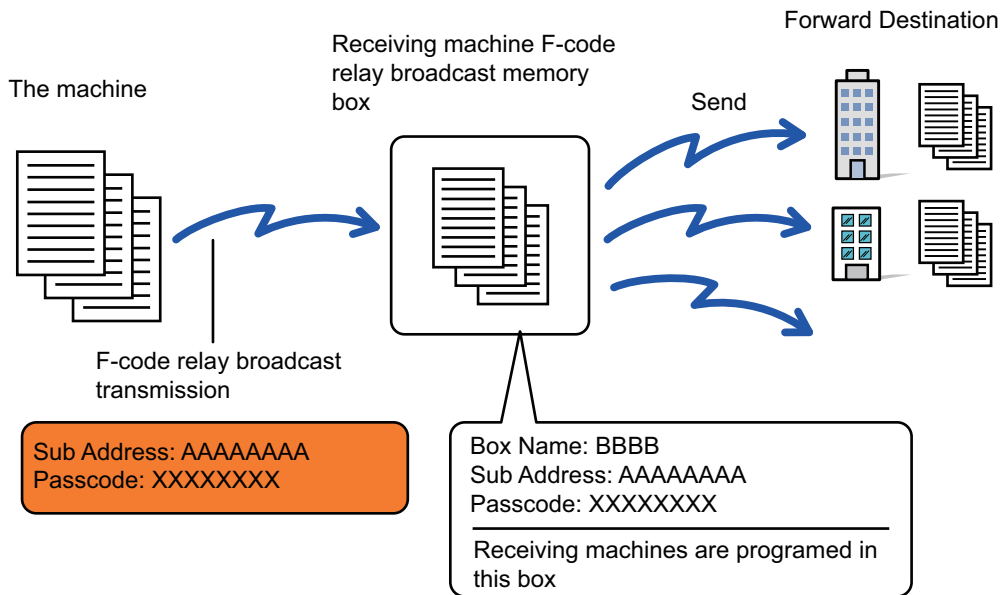 The machine
Receiving machine F-code
relay broadcast memory
box
Send
Forward Destination
F-code relay broadcast
transmission
Sub Address: AAAAAAAA
Passcode: XXXXXXXX
Box Name: BBBB
Sub Address: AAAAAAAA
Passcode: XXXXXXXX
Receiving machines are programed in
this box